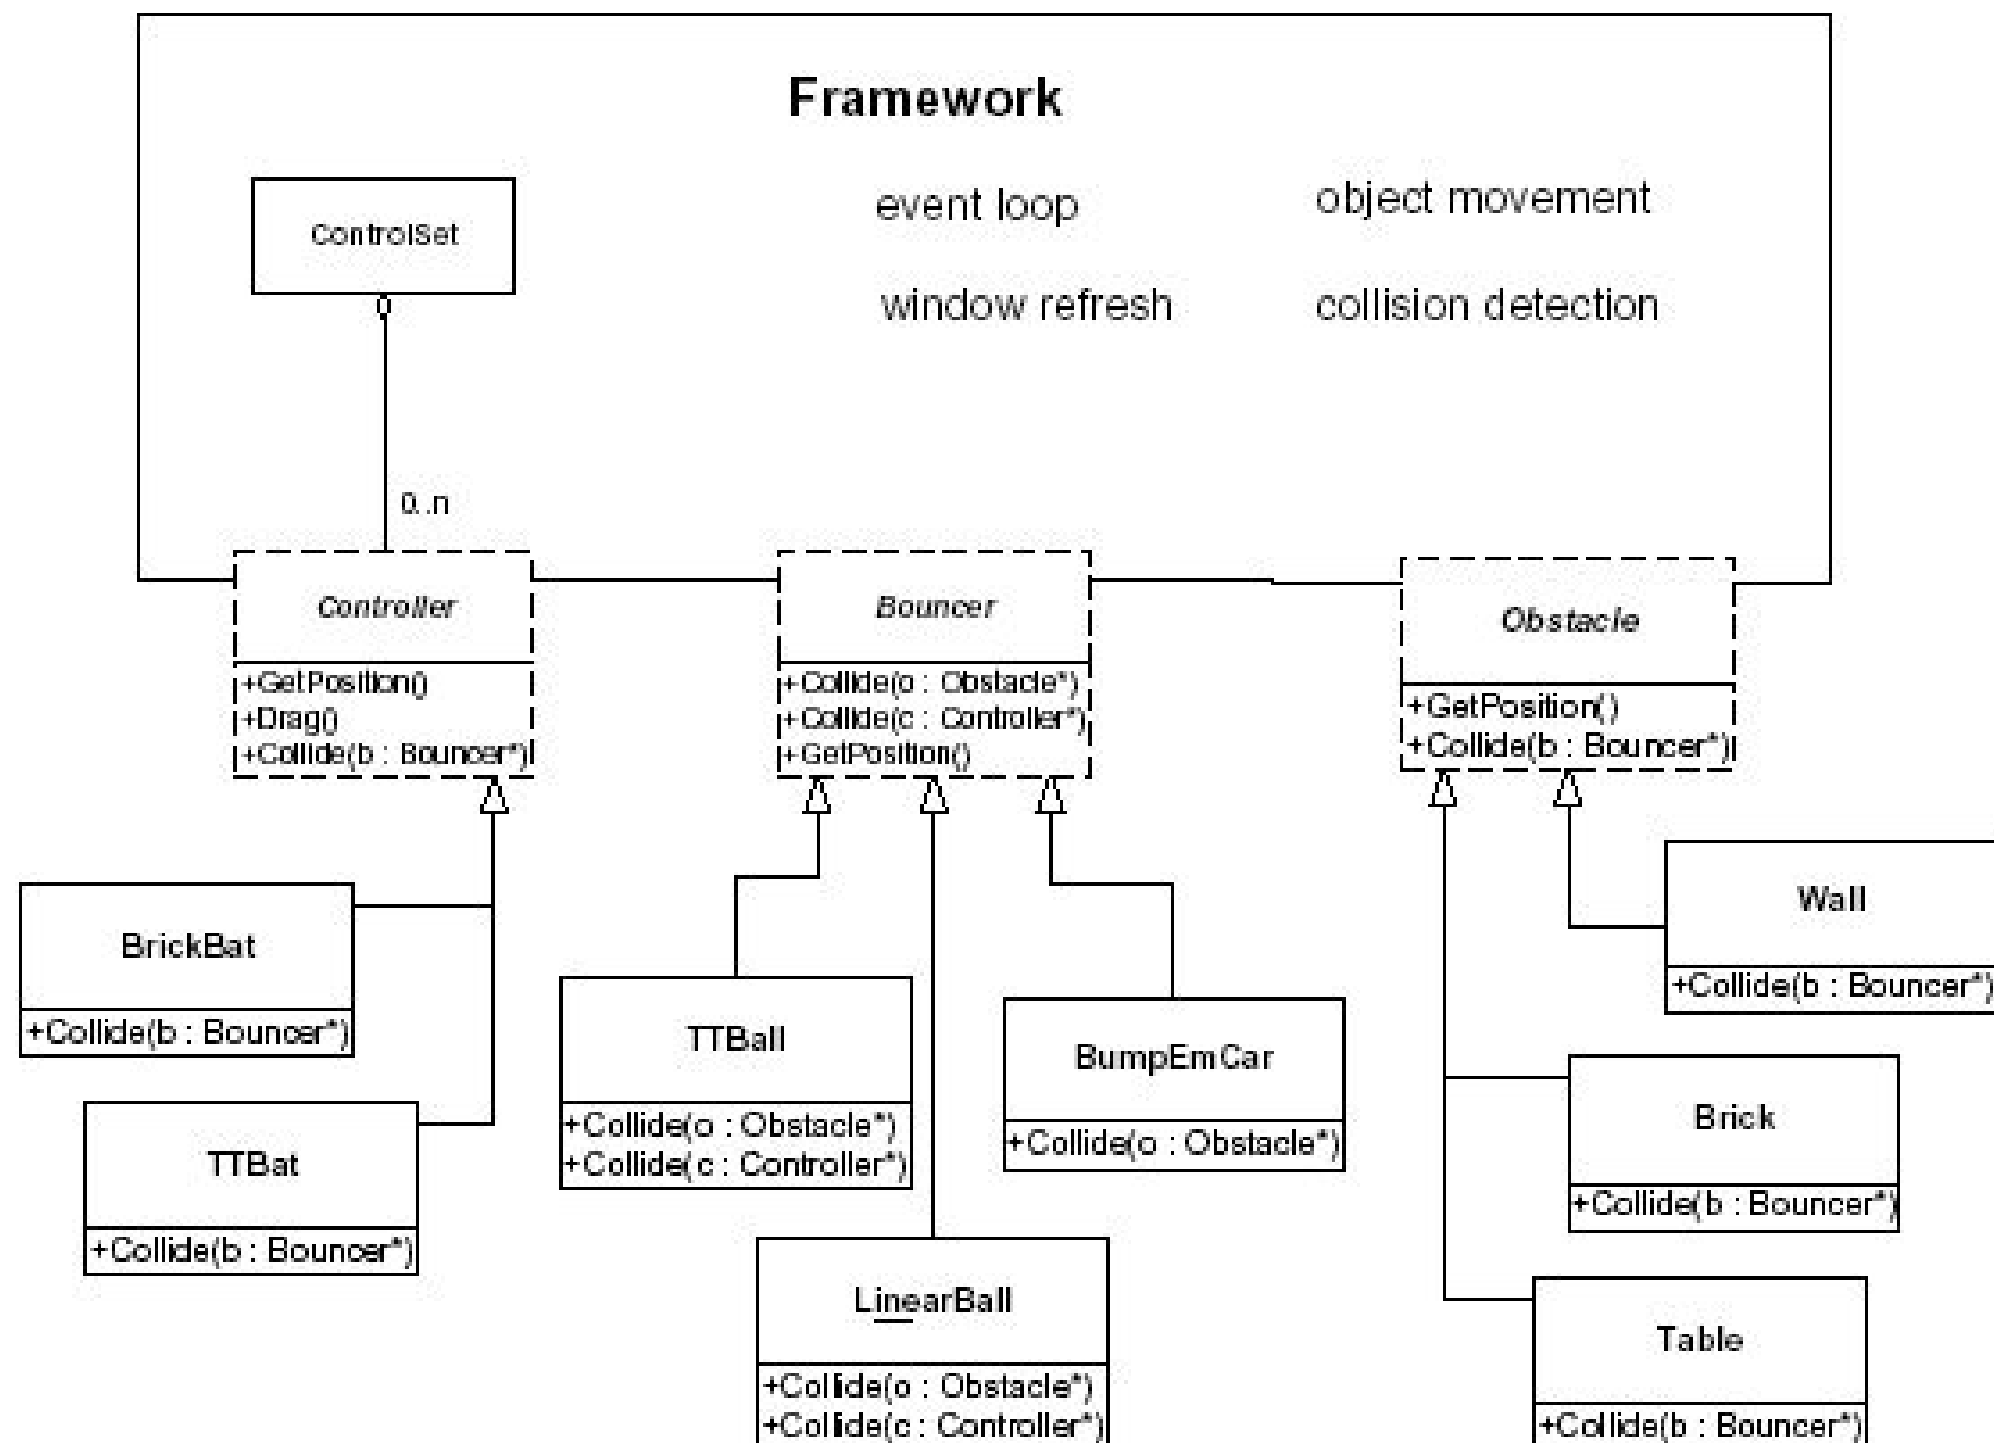 Framework
event loop
object movement
window refresh
collision detection
ControlSet
0
0..n
Controller
+GetPosition()
+Drag()
+Collide(b : Bouncer*)
Bouncer
+Collide(o : Obstacle*)
+Collide(c : Controller*)
+GetPosition()
Obstacle
+GetPosition()
+Collide(b : Bouncer*)
BrickBat
+Collide(b : Bouncer*)
TTBat
+Collide(b : Bouncer*)
TTBall
+Collide(o : Obstacle*)
+Collide(c : Controller*)
LinearBall
+Collide(o : Obstacle*)
+Collide(c : Controller*)
BumpEmCar
+Collide(o : Obstacle*)
Wall
+Collide(b : Bouncer*)
Brick
+Collide(b : Bouncer*)
Table
+Collide(b : Bouncer*)